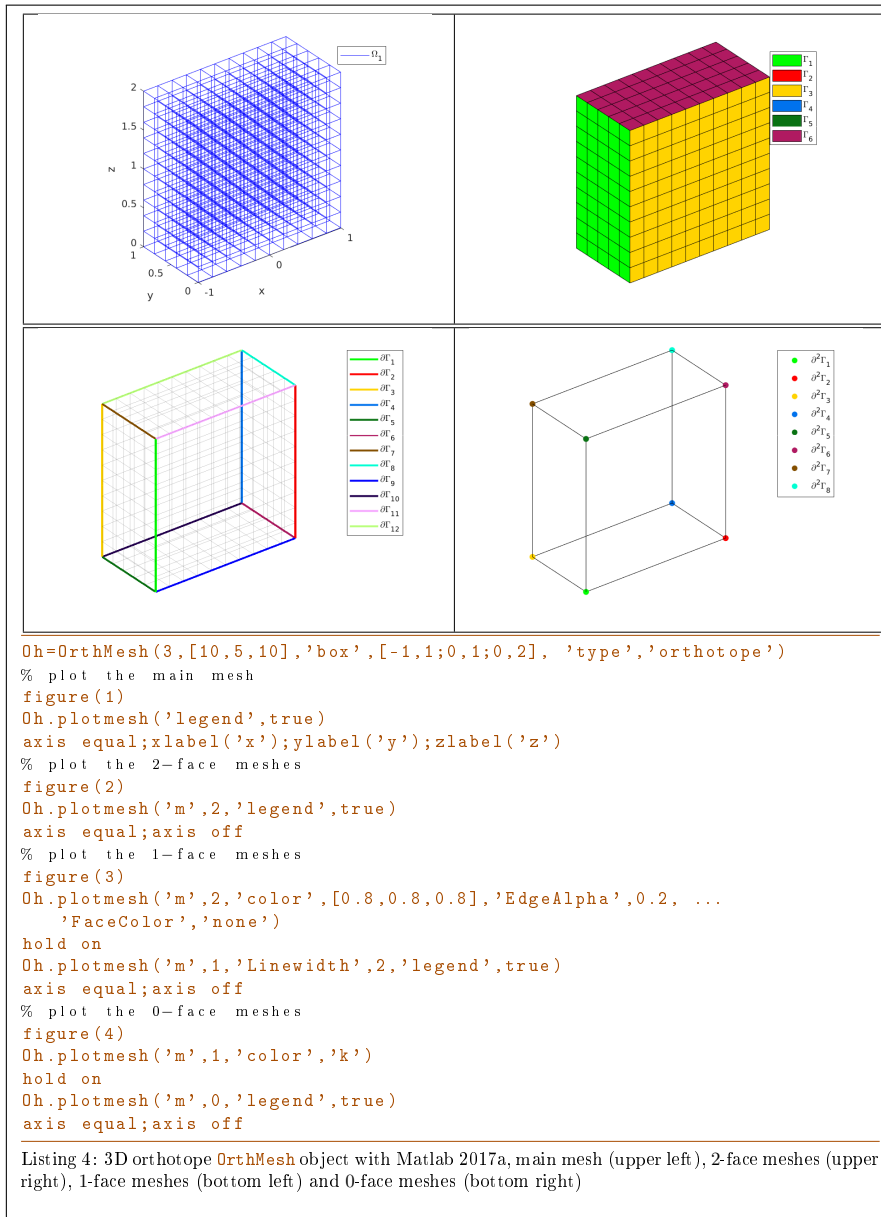 Ω1
2
1.5
1
0.5
0
z
1
0.5
0
y
-1
0
1
x
Γ1
Γ2
Γ3
Γ4
Γ5
Γ6
∂Γ1
∂Γ2
∂Γ3
∂Γ4
∂Γ5
∂Γ6
∂Γ7
∂Γ8
∂Γ9
∂Γ10
∂Γ11
∂Γ12
∂²Γ1
∂²Γ2
∂²Γ3
∂²Γ4
∂²Γ5
∂²Γ6
∂²Γ7
∂²Γ8
Oh=OrthMesh(3,[10,5,10],'box',[-1,1;0,1;0,2], 'type','orthotope')
% plot the main mesh
figure(1)
Oh.plotmesh('legend',true)
axis equal;xlabel('x');ylabel('y');zlabel('z')
% plot the 2−face meshes
figure(2)
Oh.plotmesh('m',2,'legend',true)
axis equal;axis off
% plot the 1−face meshes
figure(3)
Oh.plotmesh('m',2,'color',[0.8,0.8,0.8],'EdgeAlpha',0.2, ...
'FaceColor','none')
hold on
Oh.plotmesh('m',1,'Linewidth',2,'legend',true)
axis equal;axis off
% plot the 0−face meshes
figure(4)
Oh.plotmesh('m',1,'color','k')
hold on
Oh.plotmesh('m',0,'legend',true)
axis equal;axis off
Listing 4: 3D orthotope OrthMesh object with Matlab 2017a, main mesh (upper left), 2-face meshes (upper
right), 1-face meshes (bottom left) and 0-face meshes (bottom right)